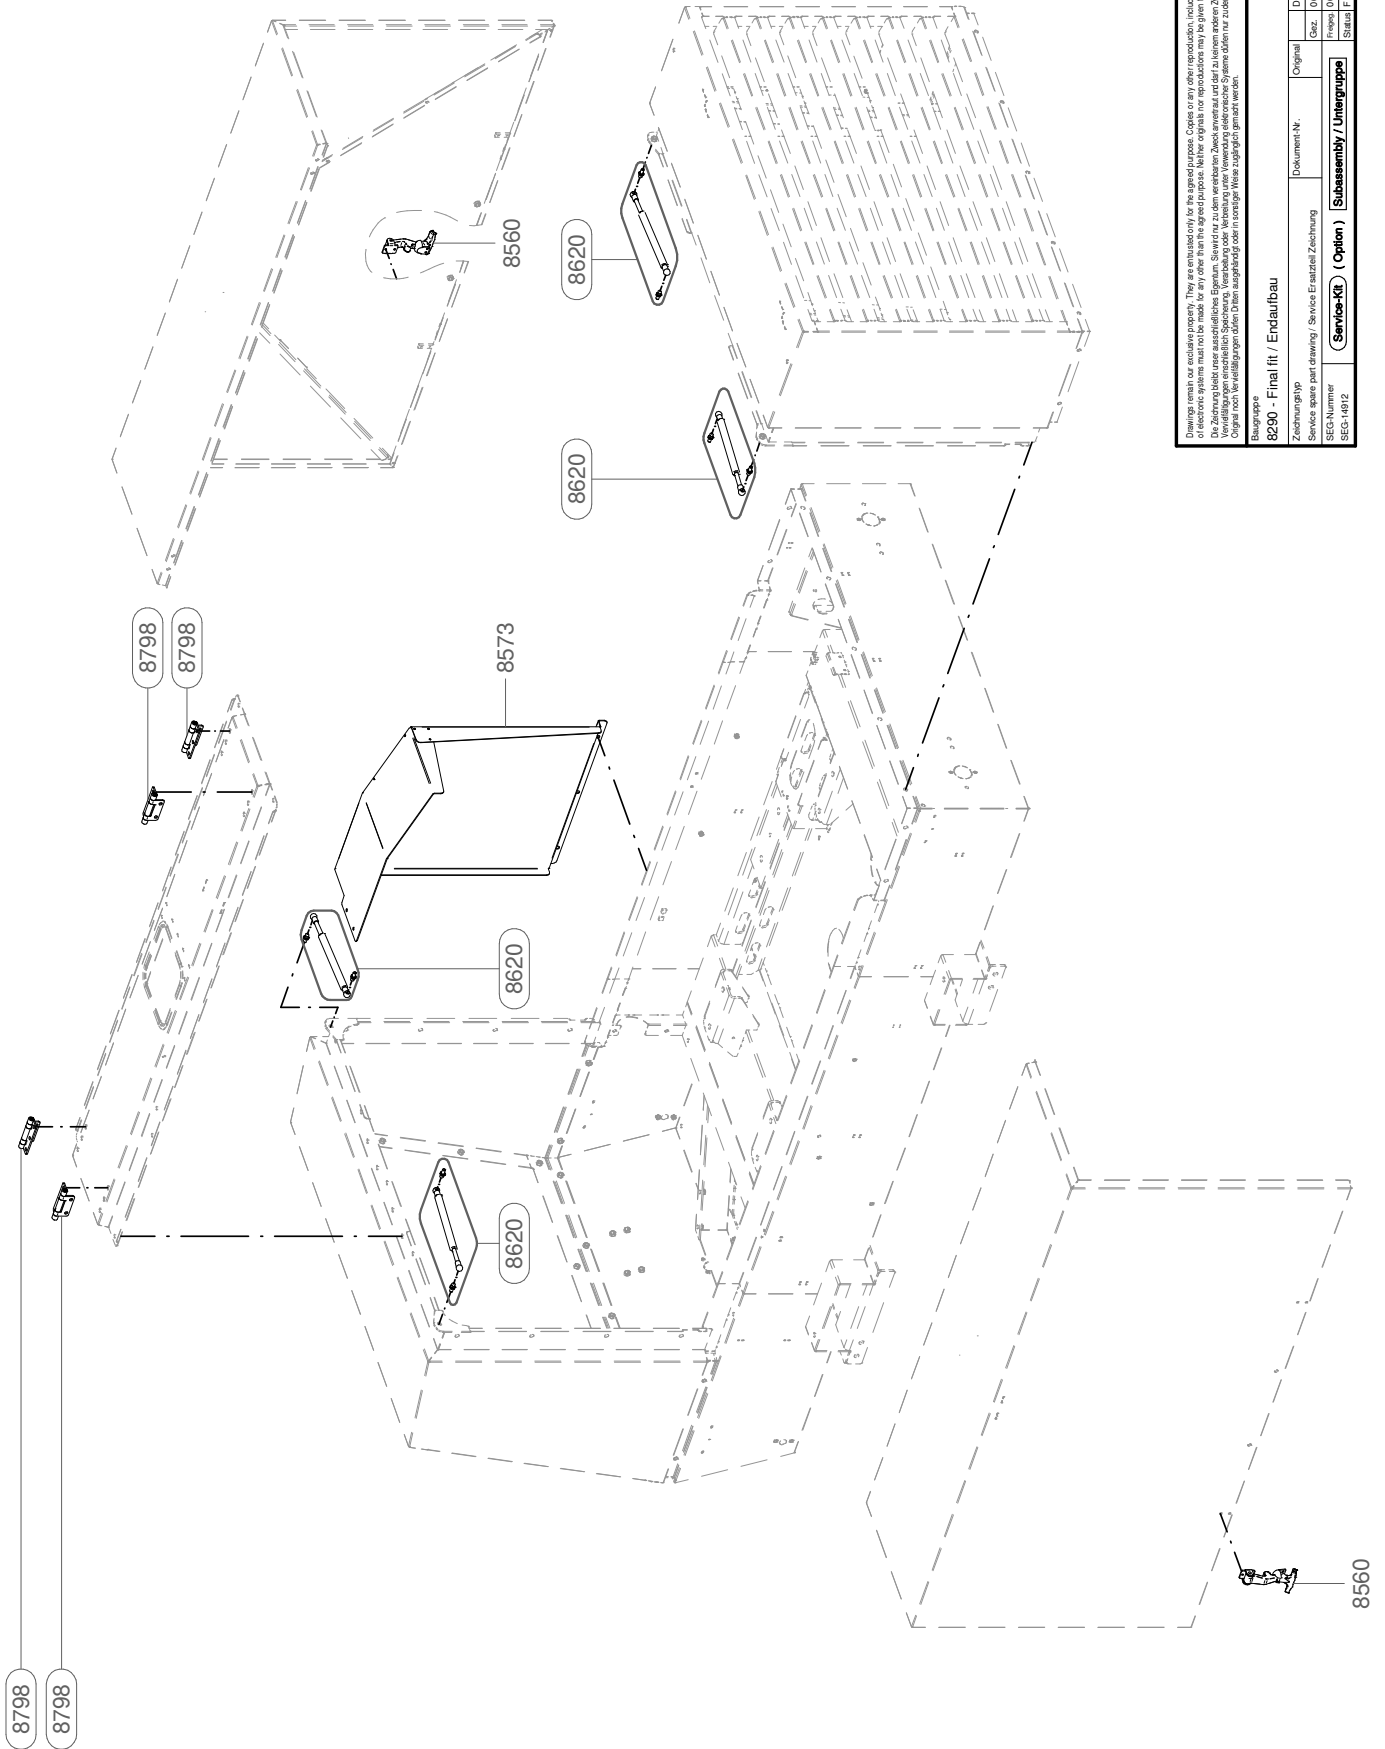 8798
8798
8798
8798
8573
8560
8620
8620
8620
8620
8560
Drawings remain our exclusive property. They are entrusted only for the agreed purpose. Copies or any other reproduction, includ
of electronic systems must not be made for any other than the agreed purpose. Neither originals nor reproductions may be given
Die Zeichnung bleibt unser ausschließliches Eigentum. Sie wird nur zu dem vereinbarten Zweck anvertraut und darf zu keinem anderen Z
Vervielfältigungen einschließlich Speicherung, Verarbeitung oder Verbreitung unter Verwendung elektronischer Systeme dürfen nur zu
Original noch Vervielfältigungen dürfen Dritten ausgehändigt oder in sonstiger Weise zugänglich gemacht werden.
Baugruppe
8290 - Final fit / Endaufbau
Zeichnungstyp
Service spare part drawing / Service Ersatzteil Zeichnung
Dokument-Nr.
Original
D
Gez.
Freigeg.
Status F
SEG-Nummer
SEG-14912
Service-Kit ( Option ) Subassembly / Untergruppe